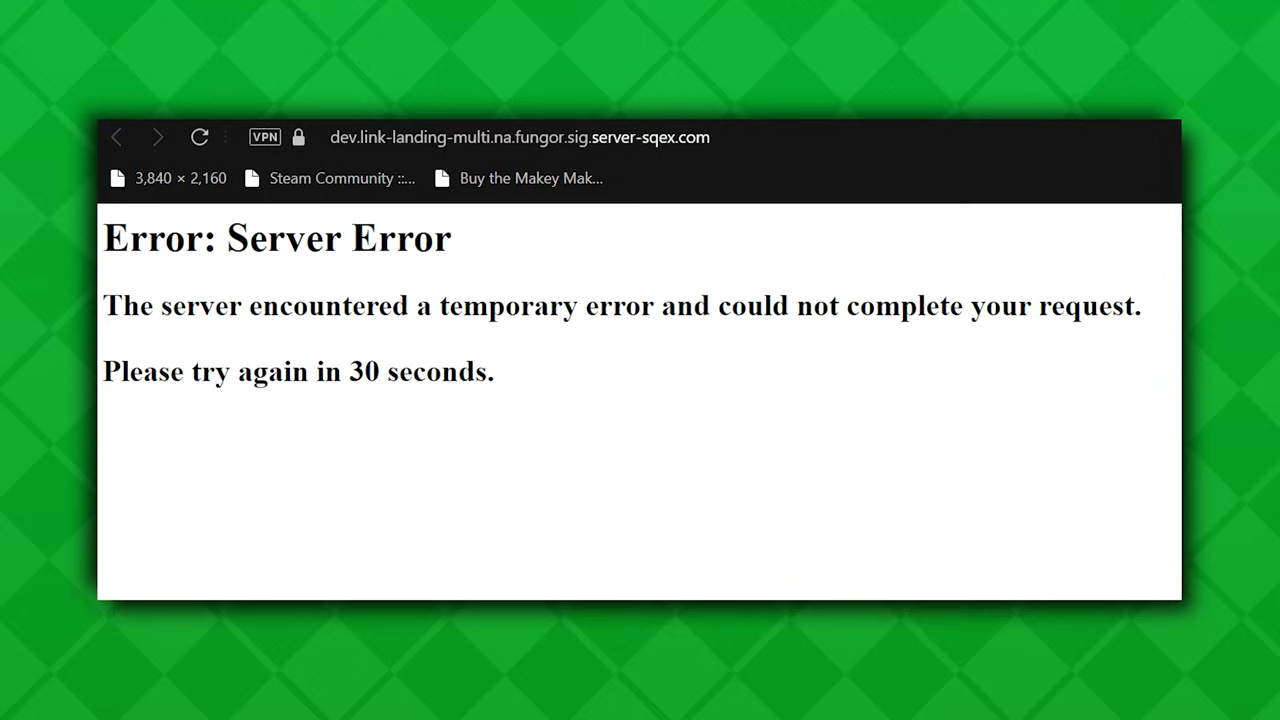 VPN dev.link-landing-multi.na.fungor.sig.server-sqex.com
3,840 × 2,160 Steam Community ::... Buy the Makey Mak...
Error: Server Error
The server encountered a temporary error and could not complete your request.
Please try again in 30 seconds.